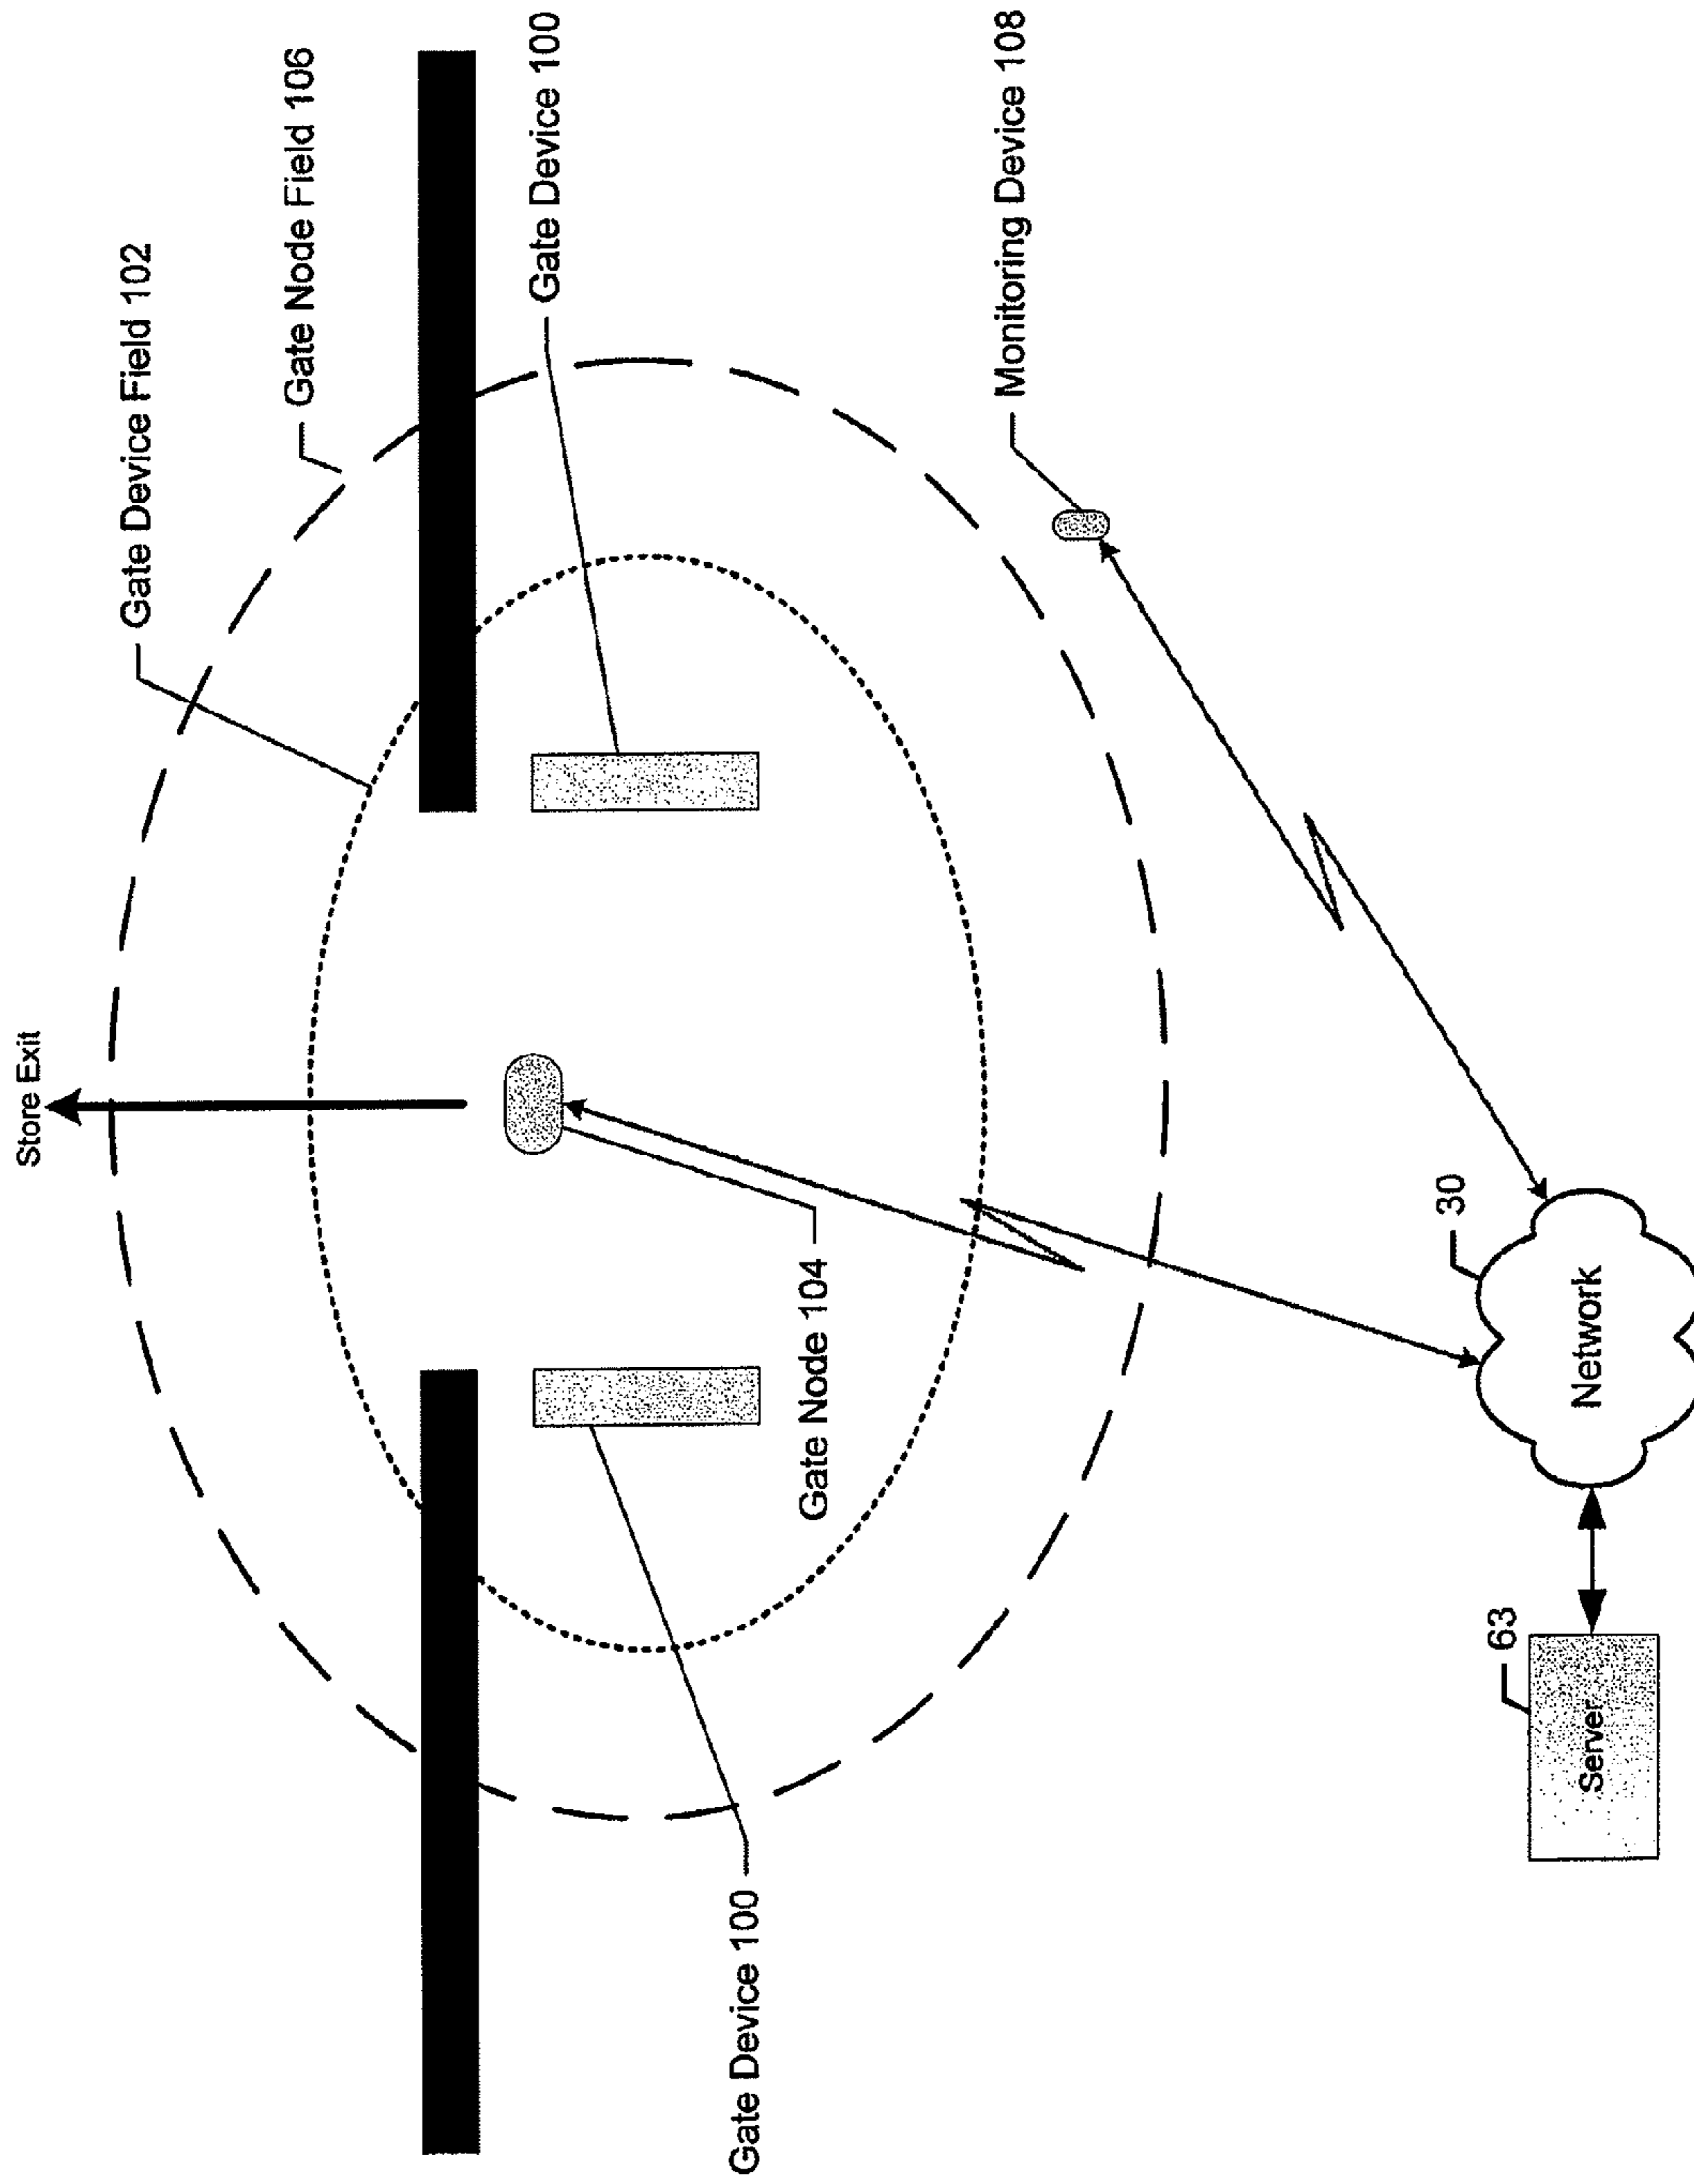 Store Exit
Gate Device Field 102
Gate Node Field 106
Gate Device 100
Gate Device 100
Gate Node 104
Monitoring Device 108
30
Network
63
Server